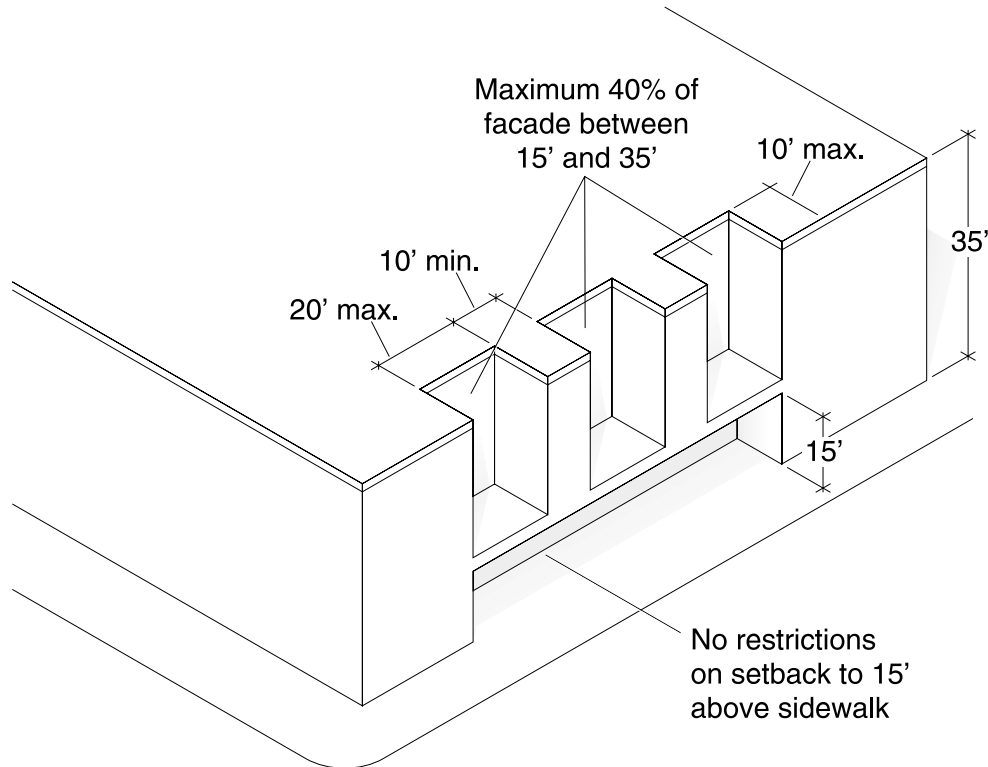 Maximum 40% of
facade between
15’ and 35’
10’ max.
35’
10’ min.
20’ max.
15’
No restrictions
on setback to 15’
above sidewalk